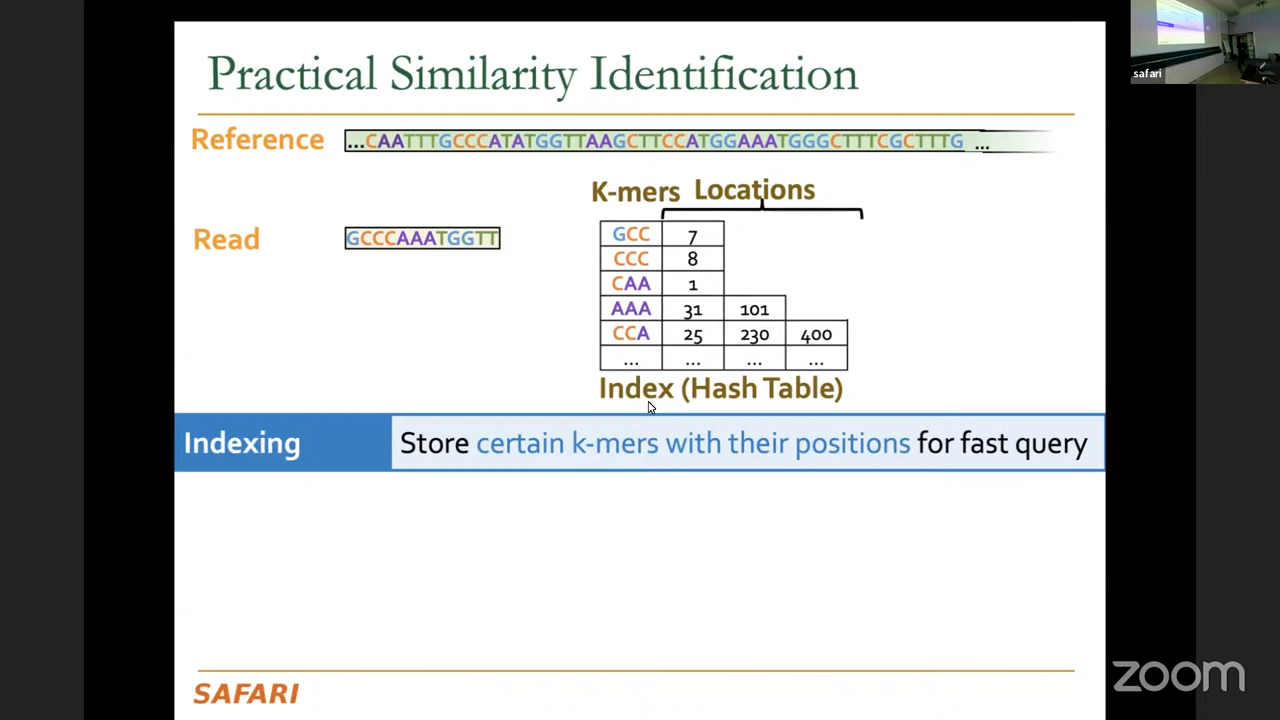 Practical Similarity Identification
safari
Reference ...CAATTTGCCCATATGGTTAAGCTTCCATGGAAATGGGCTTTCGCTTTG ...
K-mers Locations
Read GCCCAAATGGTT
GCC 7
CCC 8
CAA 1
AAA 31 101
CCA 25 230 400
... ... ... ...
Index (Hash Table)
Indexing Store certain k-mers with their positions for fast query
SAFARI
zoom